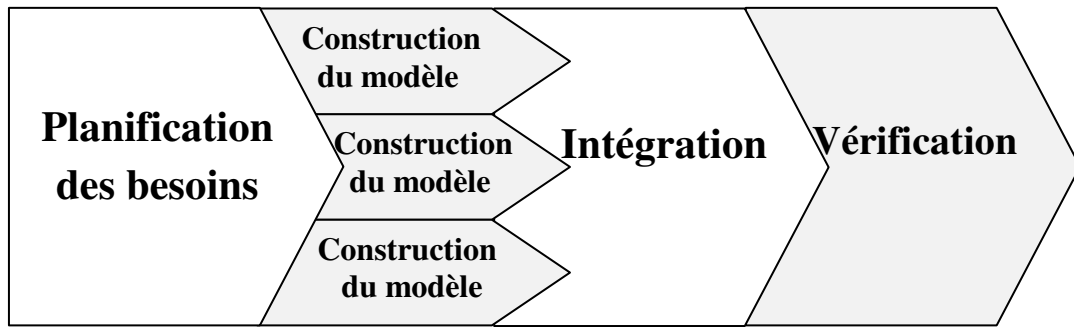 Planification
des besoins
Construction
du modèle
Construction
du modèle
Construction
du modèle
Intégration
Vérification